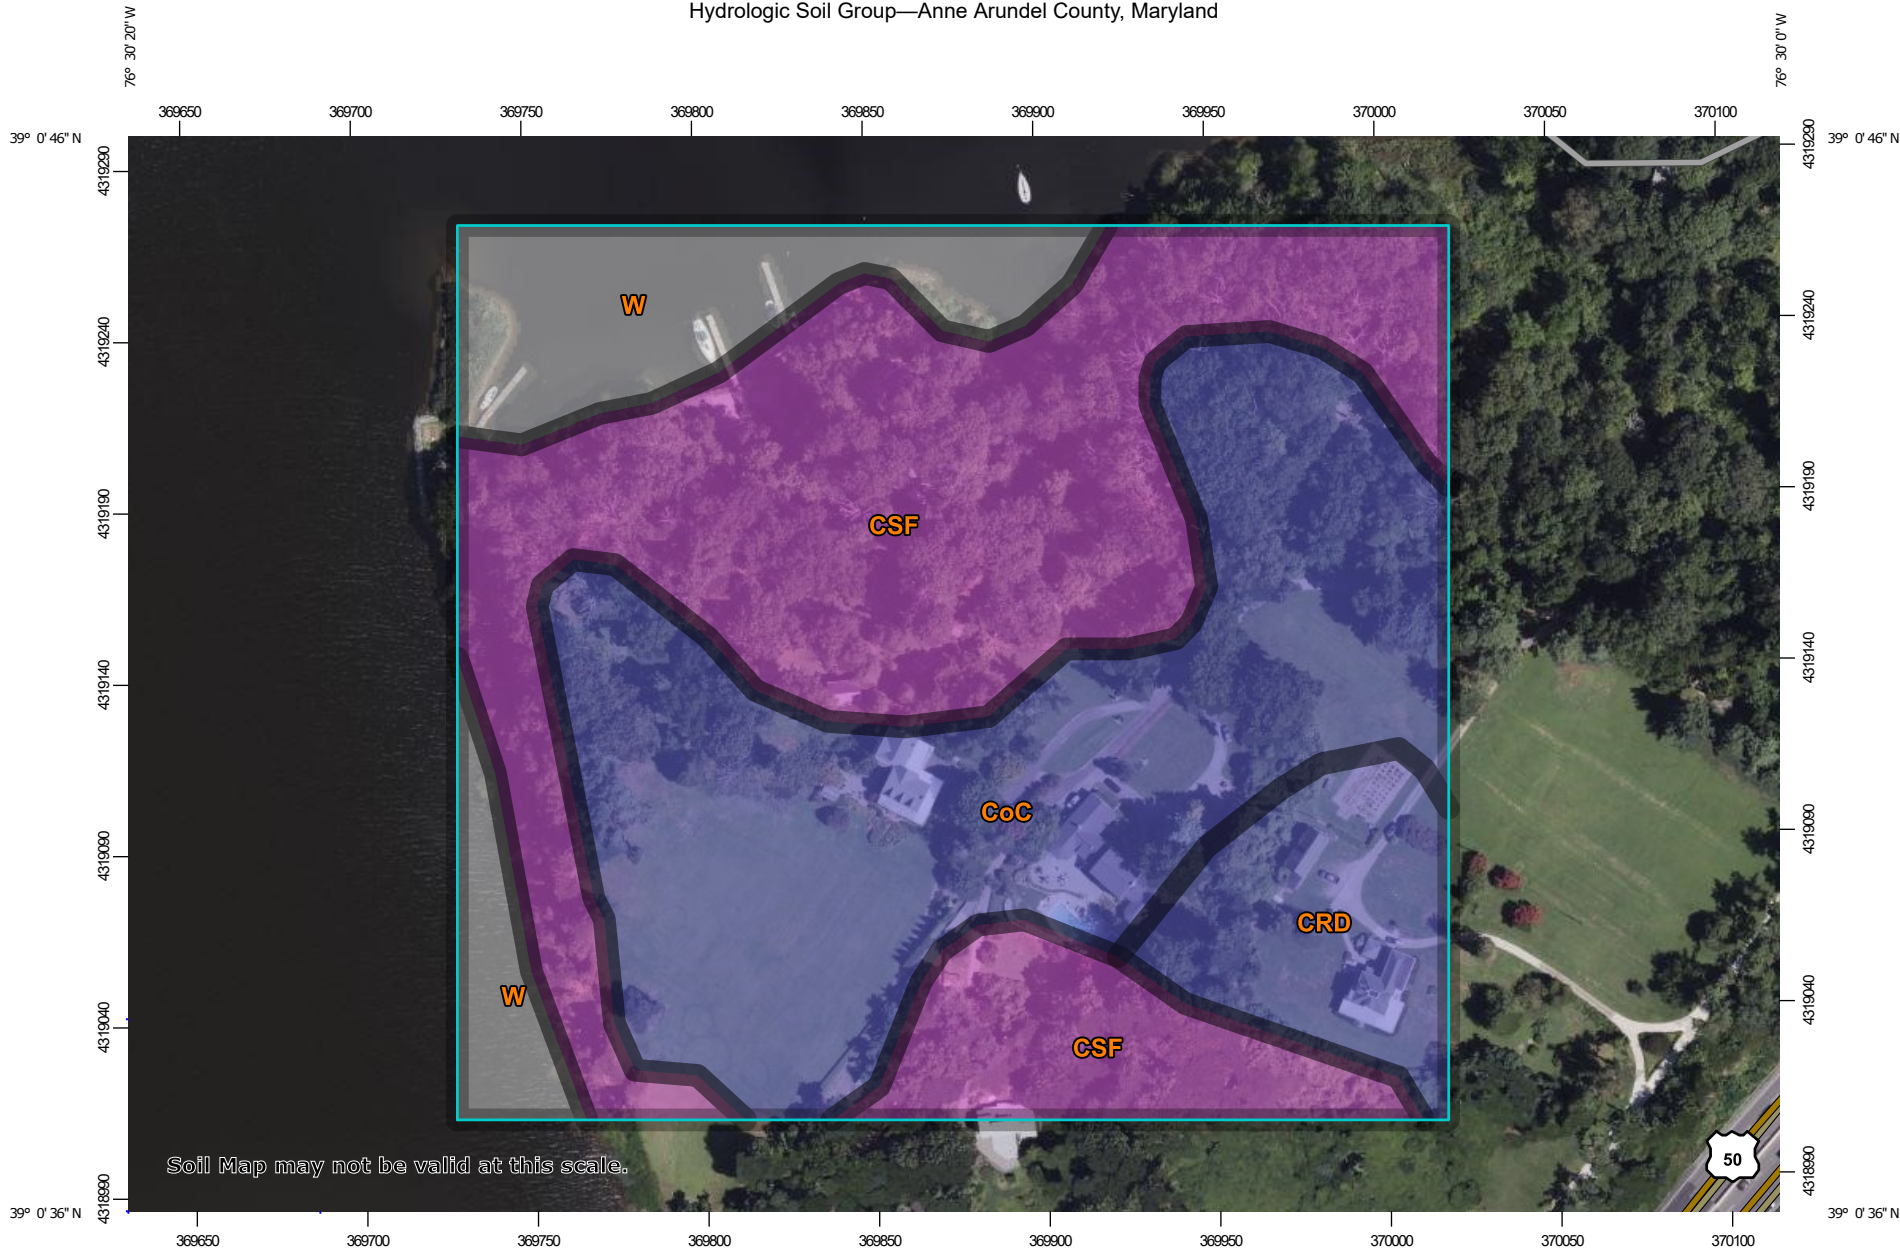 Hydrologic Soil Group—Anne Arundel County, Maryland
76° 30' 20" W
76° 30' 0" W
369650 369700 369750 369800 369850 369900 369950 370000 370050 370100
39° 0' 46" N
39° 0' 46" N
4319290
4319290
4319240
4319240
4319190
4319190
4319140
4319140
4319090
4319090
4319040
4319040
4318990
4318990
W
CSF
CoC
CRD
W
CSF
Soil Map may not be valid at this scale.
50
39° 0' 36" N
39° 0' 36" N
369650 369700 369750 369800 369850 369900 369950 370000 370050 370100